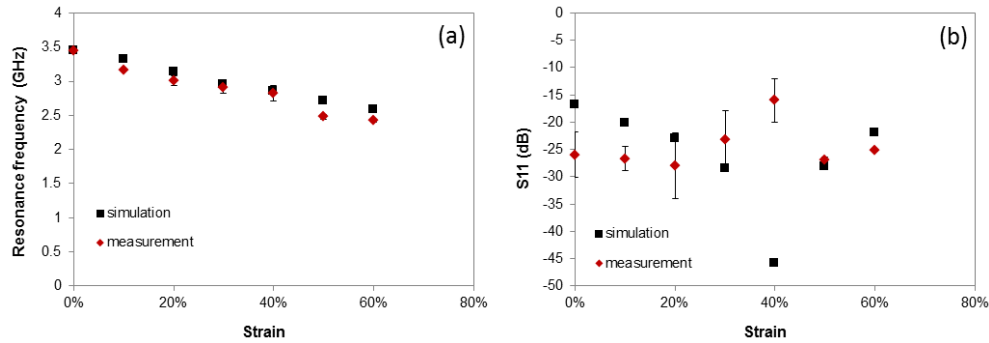 (a)
Resonance frequency (GHz)
4
3.5
3
2.5
2
1.5
1
0.5
0
simulation
measurement
0% 20% 40% 60% 80%
Strain
(b)
S11 (dB)
0
-5
-10
-15
-20
-25
-30
-35
-40
-45
-50
simulation
measurement
0% 20% 40% 60% 80%
Strain